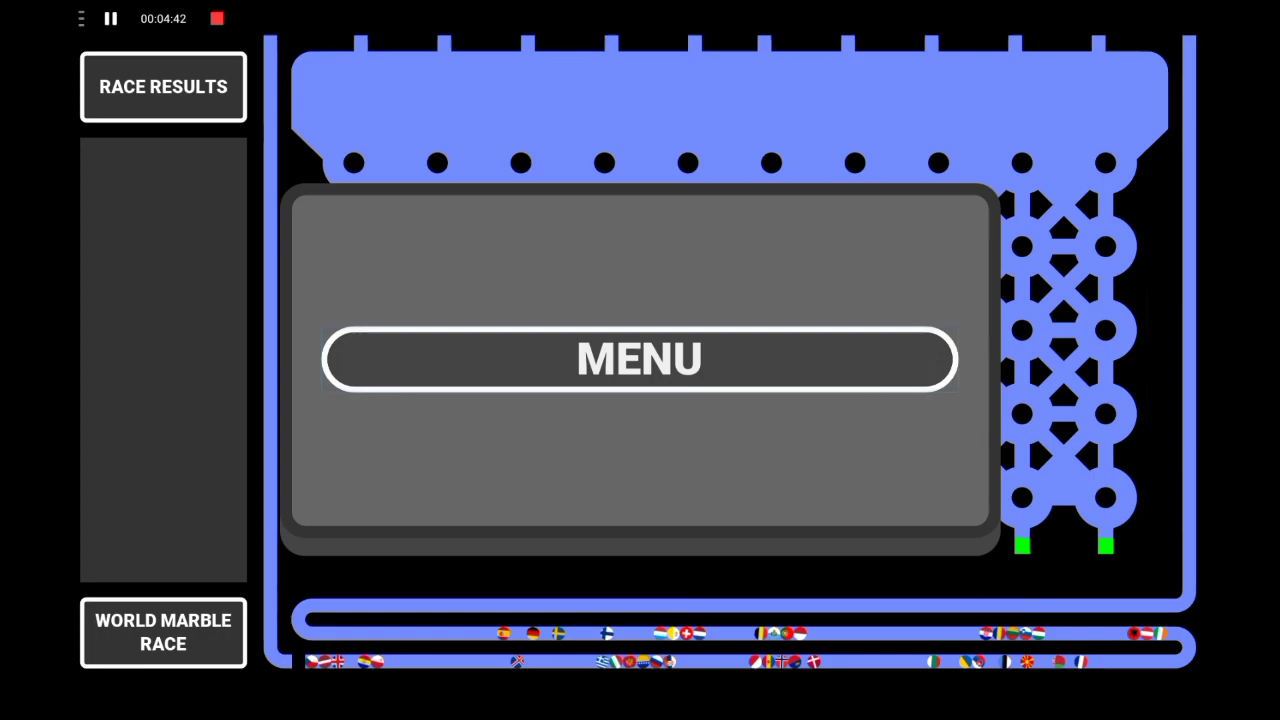 00:04:42
RACE RESULTS
MENU
WORLD MARBLE
RACE